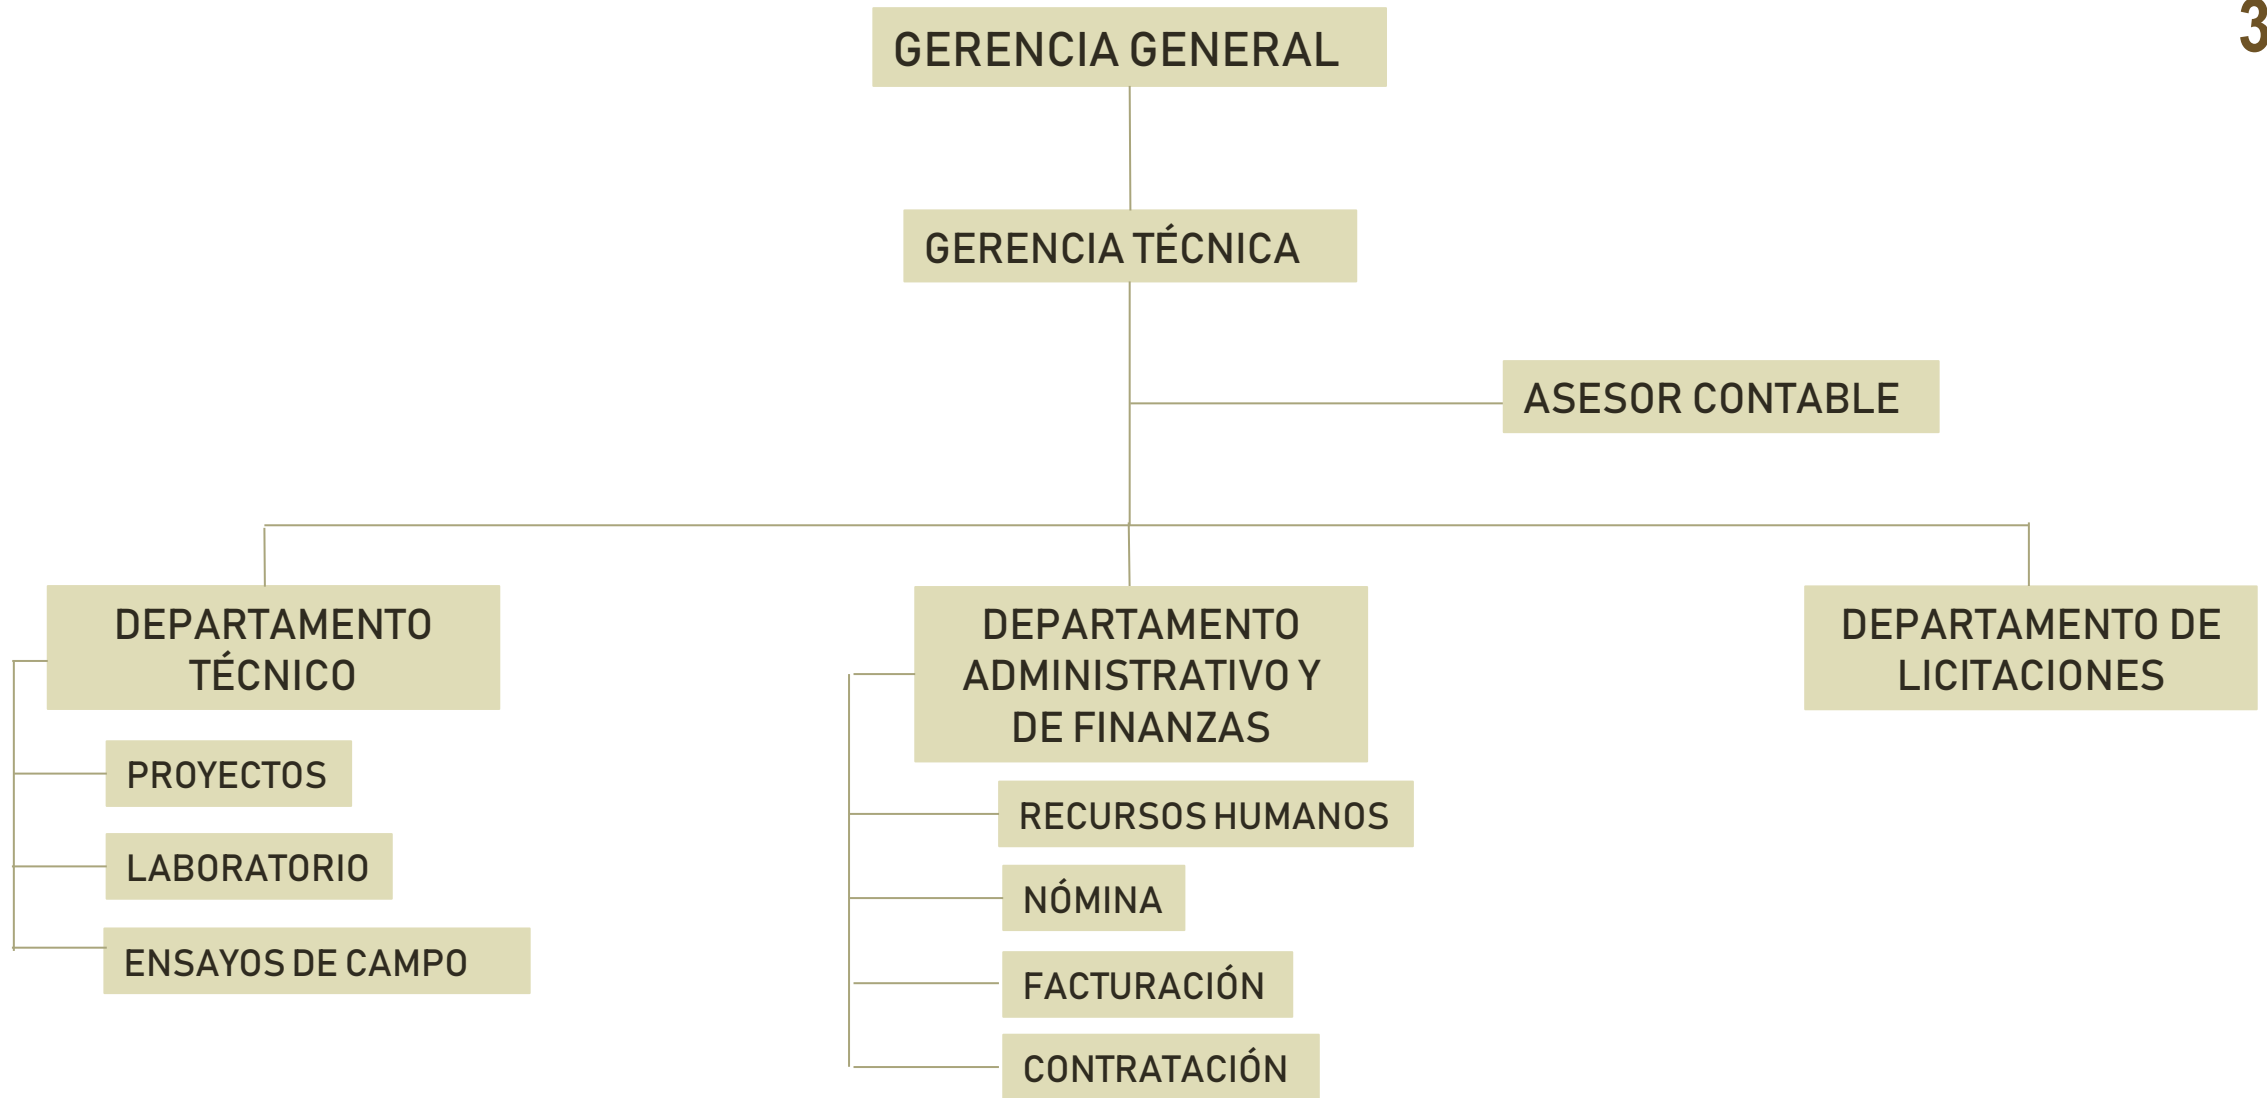 3
GERENCIA GENERAL
GERENCIA TÉCNICA
ASESOR CONTABLE
DEPARTAMENTO
TÉCNICO
PROYECTOS
LABORATORIO
ENSAYOS DE CAMPO
DEPARTAMENTO
ADMINISTRATIVO Y
DE FINANZAS
RECURSOS HUMANOS
NÓMINA
FACTURACIÓN
CONTRATACIÓN
DEPARTAMENTO DE
LICITACIONES